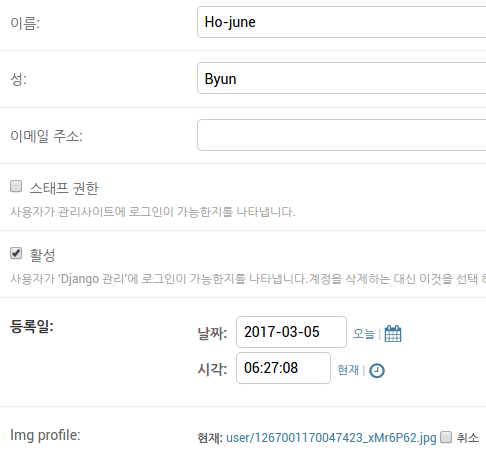 이름: Ho-june
성: Byun
이메일 주소:
스태프 권한
사용자가 관리사이트에 로그인이 가능한지를 나타냅니다.
활성
사용자가 'Django 관리'에 로그인이 가능한지를 나타냅니다.계정을 삭제하는 대신 이것을 선택
등록일: 날짜: 2017-03-05 오늘 |
시각: 06:27:08 현재 |
Img profile: 현재: user/1267001170047423_xMr6P62.jpg 취소